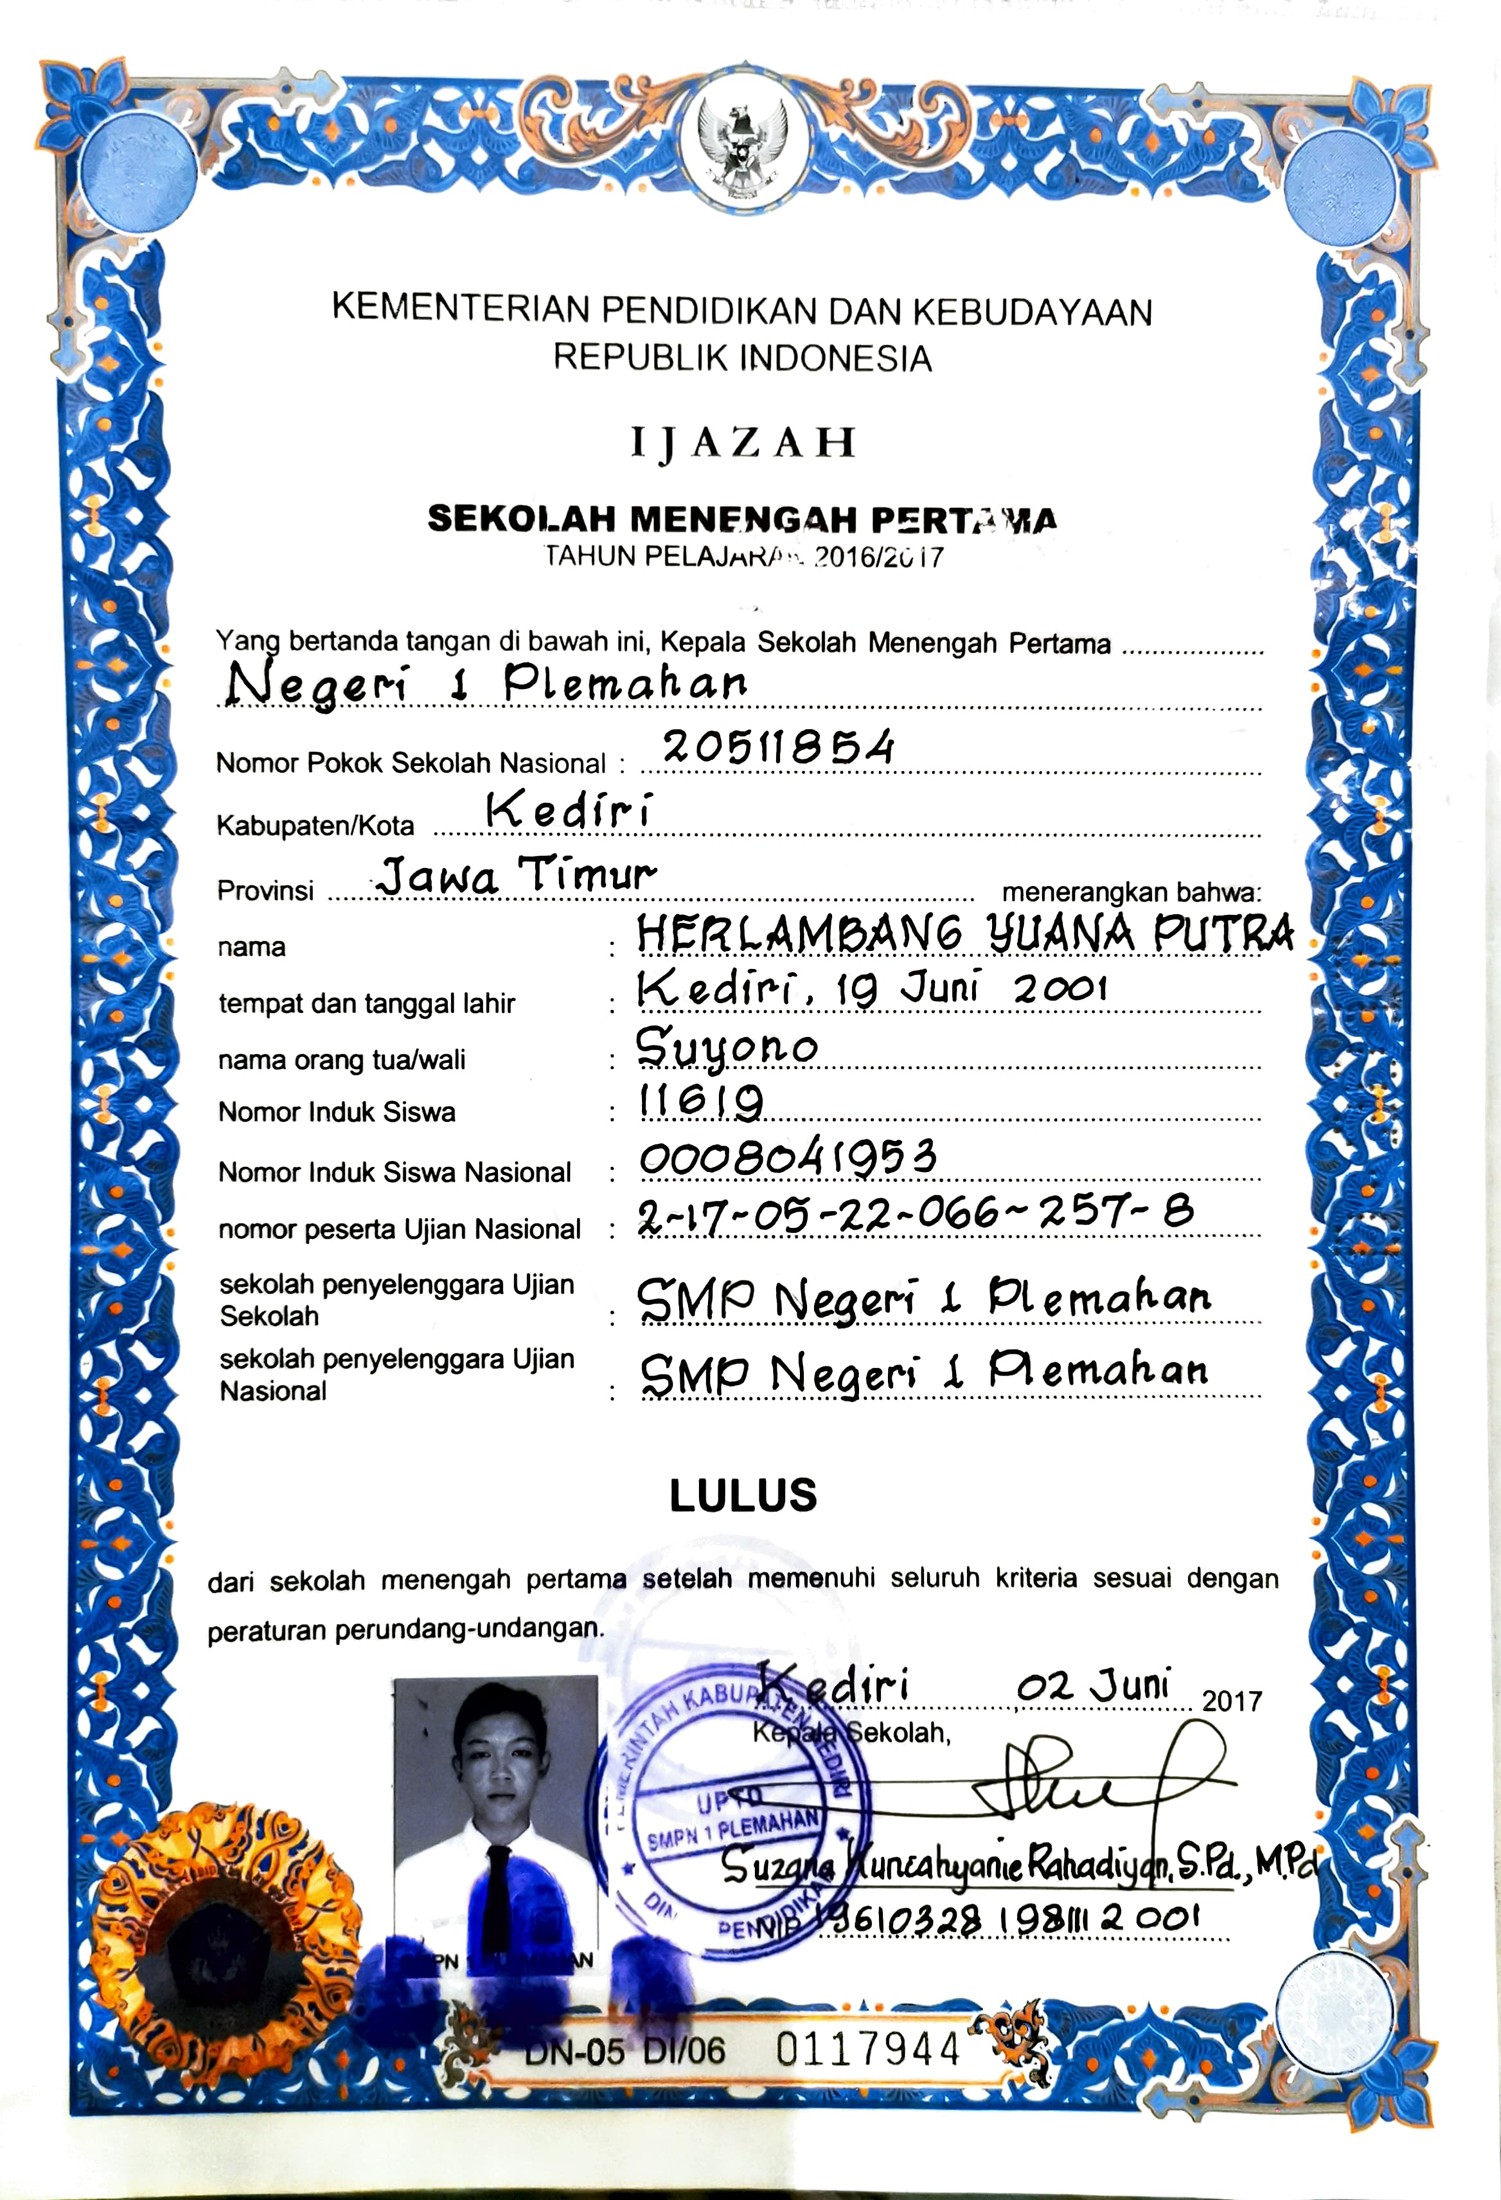 KEMENTERIAN PENDIDIKAN DAN KEBUDAYAAN
REPUBLIK INDONESIA
IJAZAH
SEKOLAH MENENGAH PERTAMA
TAHUN PELAJARAN 2016/2017
Yang bertanda tangan di bawah ini, Kepala Sekolah Menengah Pertama ..................
Negeri 1 Plemahan
Nomor Pokok Sekolah Nasional : 20511854
Kabupaten/Kota Kediri
Provinsi Jawa Timur menerangkan bahwa:
nama : HERLAMBANG YUANA PUTRA
tempat dan tanggal lahir : Kediri, 19 Juni 2001
nama orang tua/wali : Suyono
Nomor Induk Siswa : 11619
Nomor Induk Siswa Nasional : 0008041953
nomor peserta Ujian Nasional : 2-17-05-22-066-257-8
sekolah penyelenggara Ujian
Sekolah : SMP Negeri 1 Plemahan
sekolah penyelenggara Ujian
Nasional : SMP Negeri 1 Plemahan
LULUS
dari sekolah menengah pertama setelah memenuhi seluruh kriteria sesuai dengan
peraturan perundang-undangan.
Kediri, 02 Juni 2017
Kepala Sekolah,
PEMERINTAH KABUPATEN KEDIRI
UPTD
SMPN 1 PLEMAHAN
PENDIDIKAN
Suzana Kuncahyanie Rahadiyan, S.Pd., M.Pd
NIP 19610328 198111 2 001
DN-05 DI/06 0117944